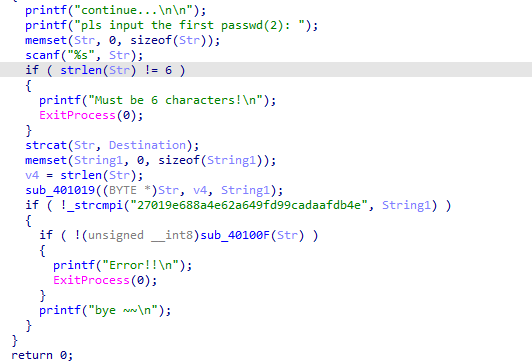 {
printf("continue...\n\n");
printf("pls input the first passwd(2): ");
memset(Str, 0, sizeof(Str));
scanf("%s", Str);
if ( strlen(Str) != 6 )
{
printf("Must be 6 characters!\n");
ExitProcess(0);
}
strcat(Str, Destination);
memset(String1, 0, sizeof(String1));
v4 = strlen(Str);
sub_401019((BYTE *)Str, v4, String1);
if ( !_strcmpi("27019e688a4e62a649fd99cadaafdb4e", String1) )
{
if ( !(unsigned __int8)sub_40100F(Str) )
{
printf("Error!!\n");
ExitProcess(0);
}
printf("bye ~~\n");
}
}
return 0;